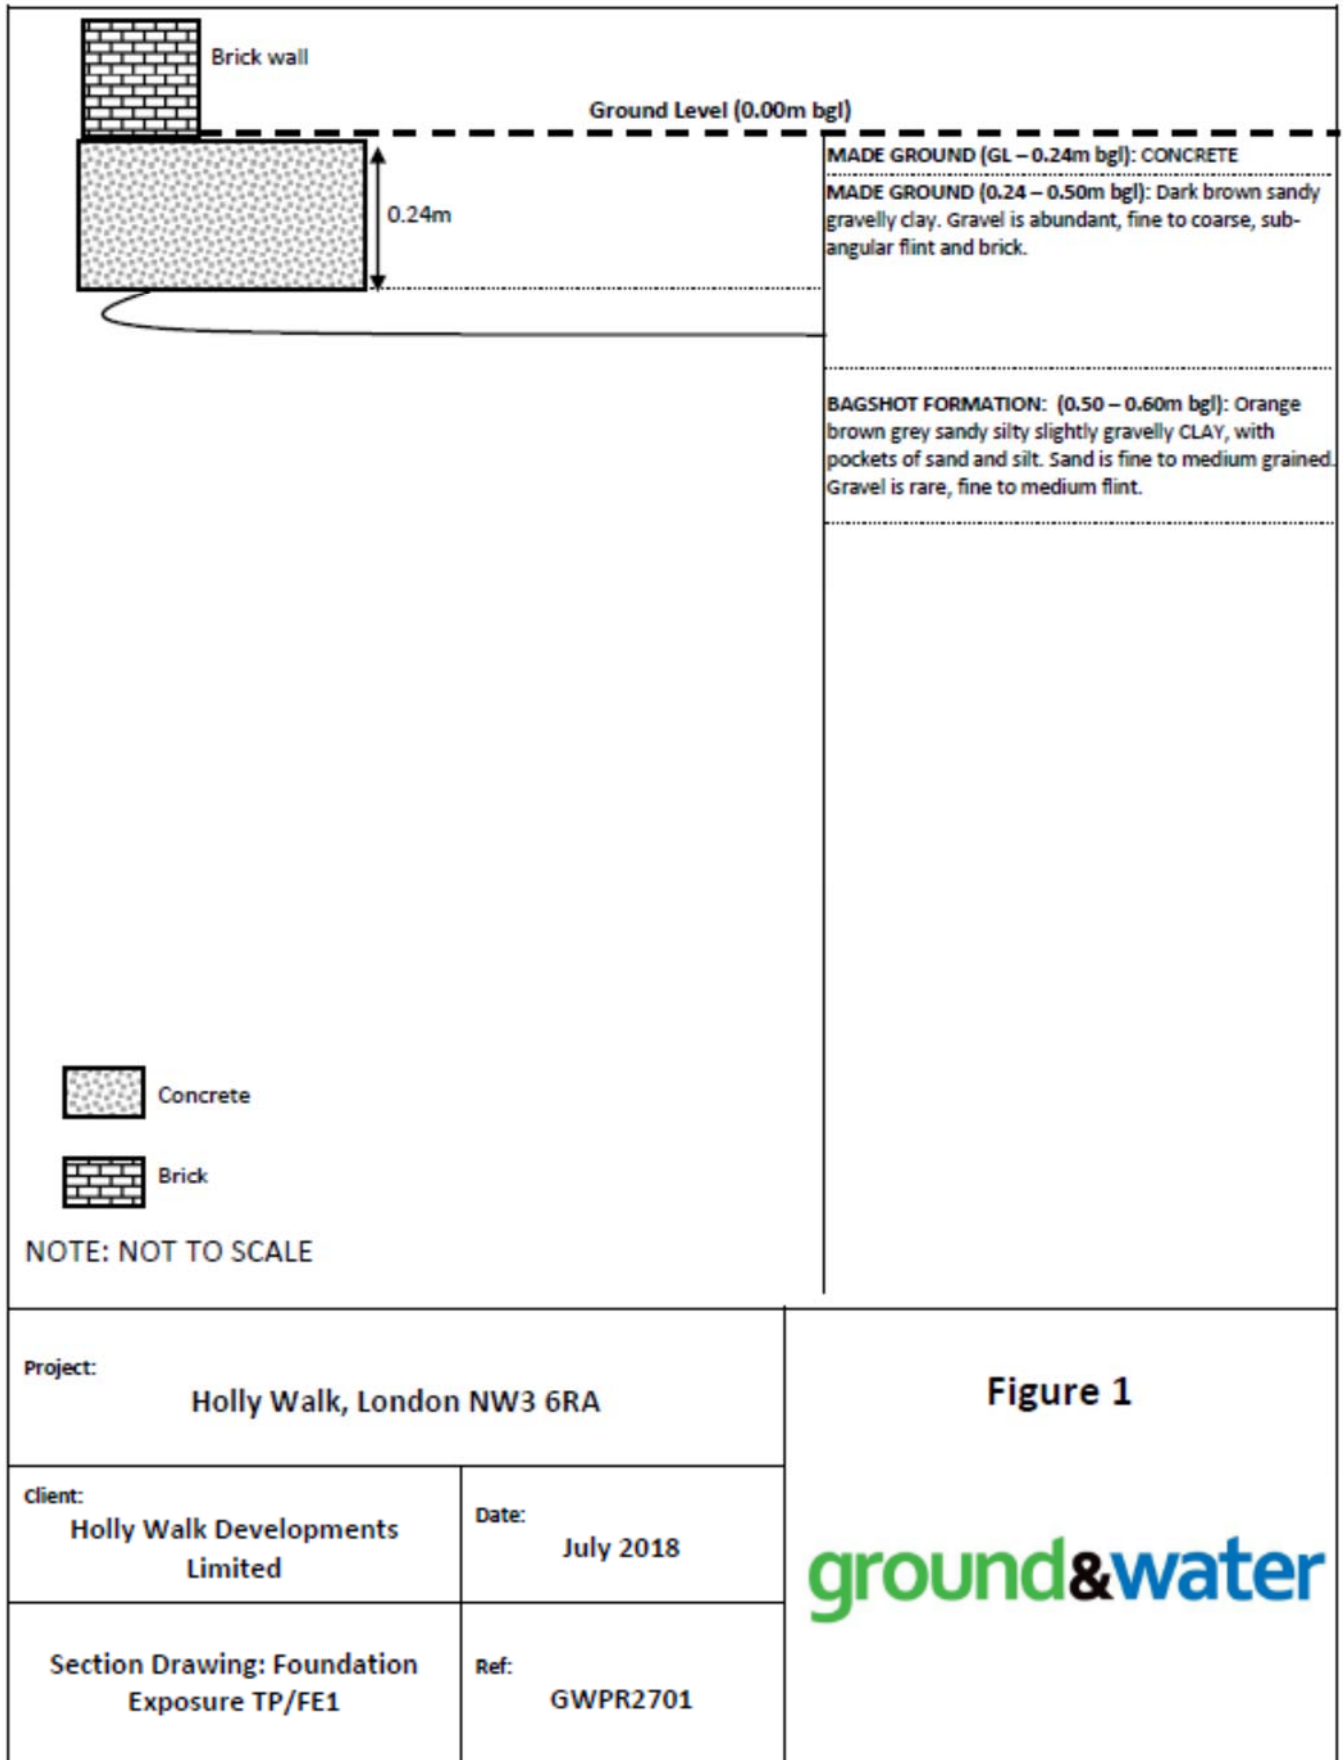 Brick wall
Ground Level (0.00m bgl)
MADE GROUND (GL – 0.24m bgl): CONCRETE
MADE GROUND (0.24 – 0.50m bgl): Dark brown sandy
gravelly clay. Gravel is abundant, fine to coarse, sub-
angular flint and brick.
0.24m
BAGSHOT FORMATION: (0.50 – 0.60m bgl): Orange
brown grey sandy silty slightly gravelly CLAY, with
pockets of sand and silt. Sand is fine to medium grained.
Gravel is rare, fine to medium flint.
Concrete
Brick
NOTE: NOT TO SCALE
Project:
Holly Walk, London NW3 6RA
Figure 1
Client:
Holly Walk Developments
Limited
Date:
July 2018
ground&water
Section Drawing: Foundation
Exposure TP/FE1
Ref:
GWPR2701